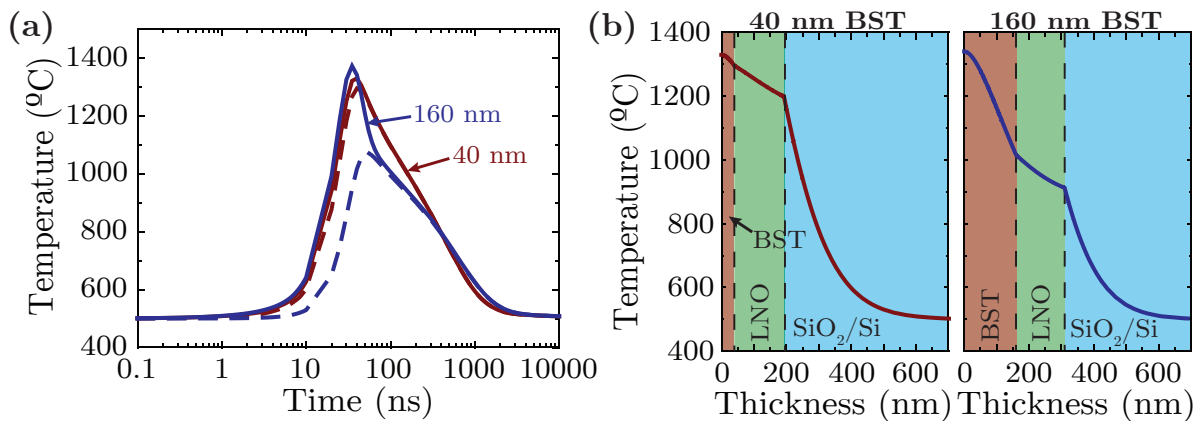 (a)
Temperature (ºC)
1400
1200
1000
800
600
400
160 nm
40 nm
0.1
1
10
100
1000
10000
Time (ns)
(b)
40 nm BST
160 nm BST
Temperature (ºC)
1400
1200
1000
800
600
400
BST
LNO
SiO2/Si
BST
LNO
SiO2/Si
0 200 400 600
0 200 400 600
Thickness (nm)
Thickness (nm)